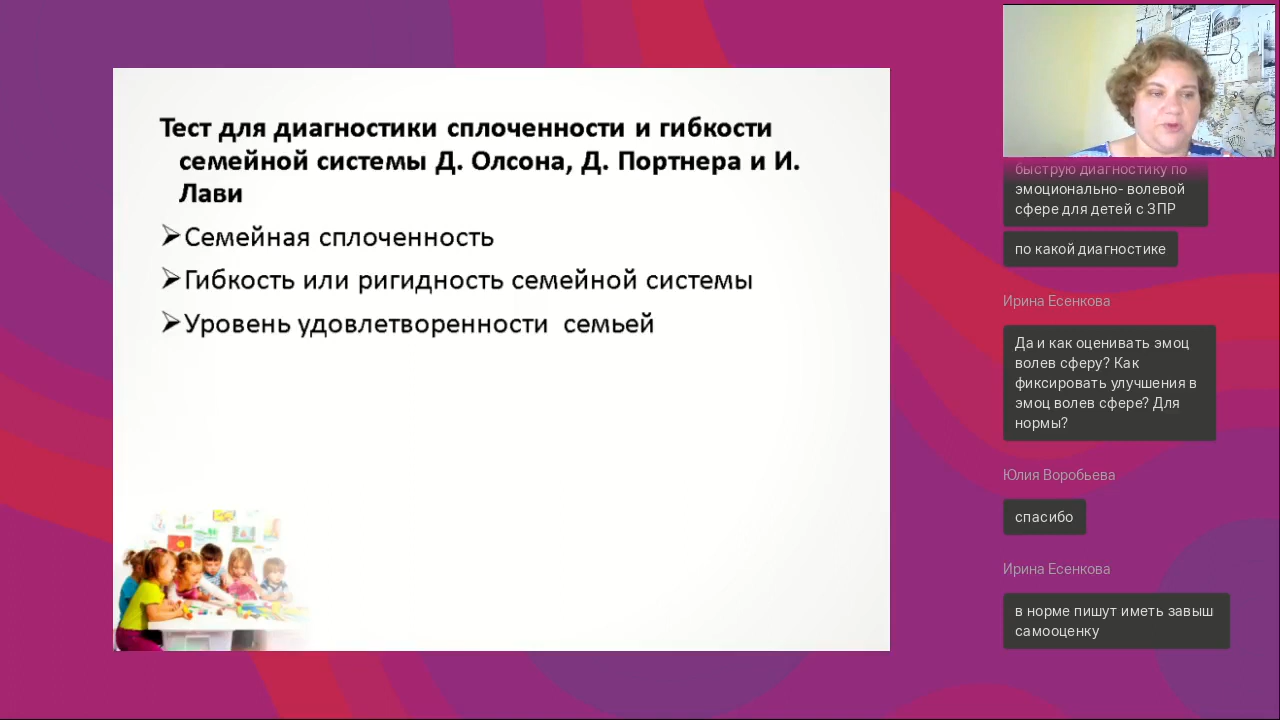 Тест для диагностики сплоченности и гибкости
семейной системы Д. Олсона, Д. Портнера и И.
Лави
Семейная сплоченность
Гибкость или ригидность семейной системы
Уровень удовлетворенности семьей
быструю диагностику по
эмоционально- волевой
сфере для детей с ЗПР
по какой диагностике
Ирина Есенкова
Да и как оценивать эмоц
волев сферу? Как
фиксировать улучшения в
эмоц волев сфере? Для
нормы?
Юлия Воробьева
спасибо
Ирина Есенкова
в норме пишут иметь завыш
самооценку